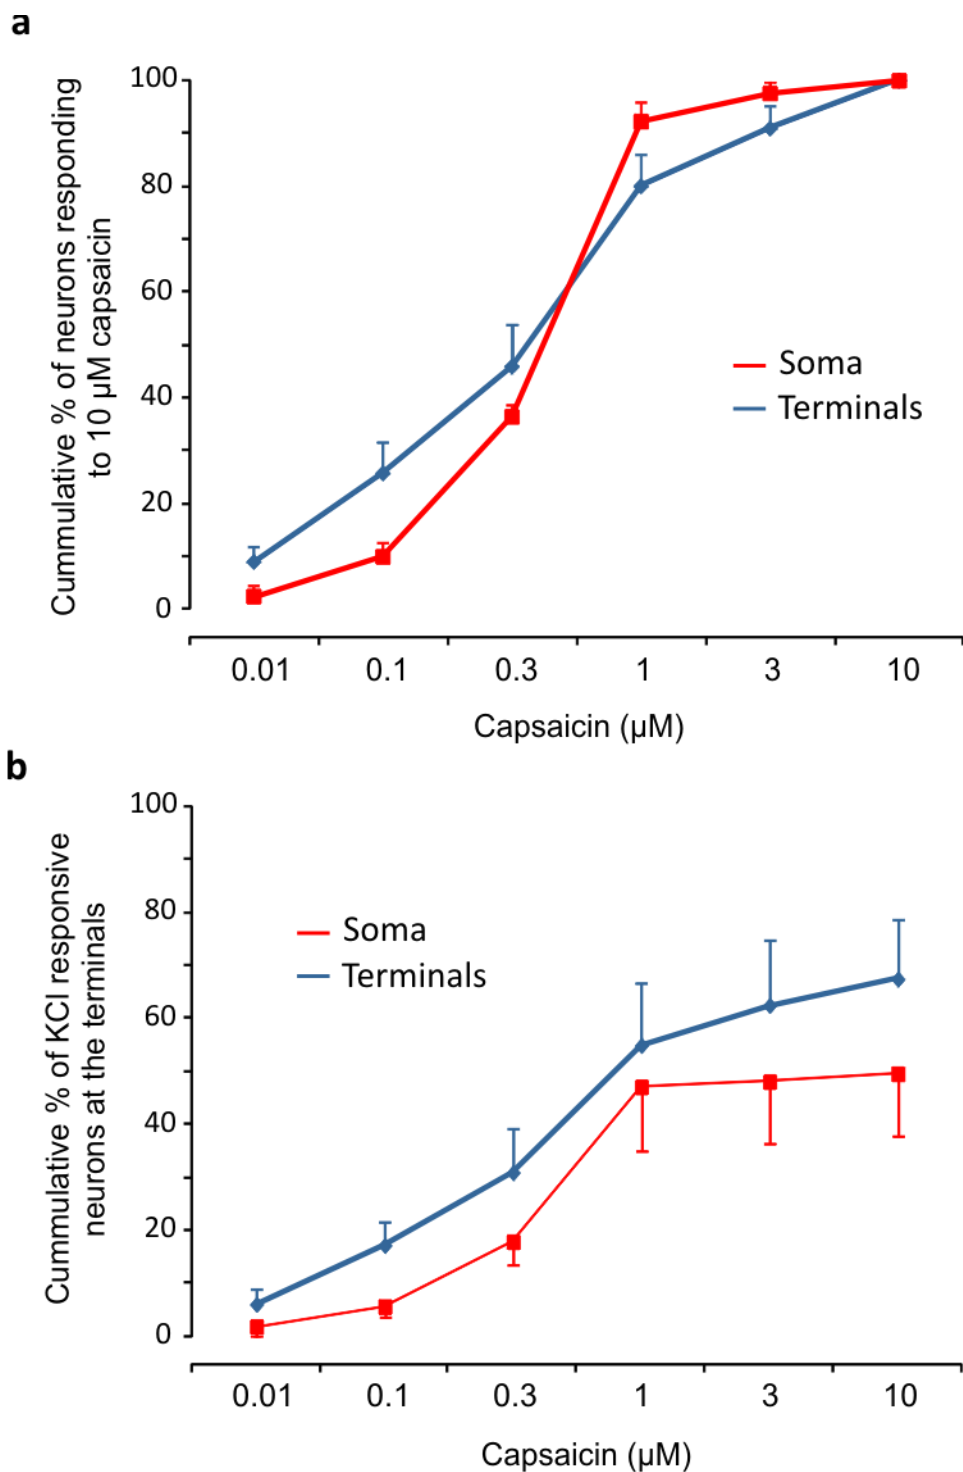 a
Cummulative % of neurons responding
to 10 µM capsaicin
100
80
60
40
20
0
Soma
Terminals
0.01 0.1 0.3 1 3 10
Capsaicin (µM)
b
Cummulative % of KCl responsive
neurons at the terminals
100
80
60
40
20
0
Soma
Terminals
0.01 0.1 0.3 1 3 10
Capsaicin (µM)